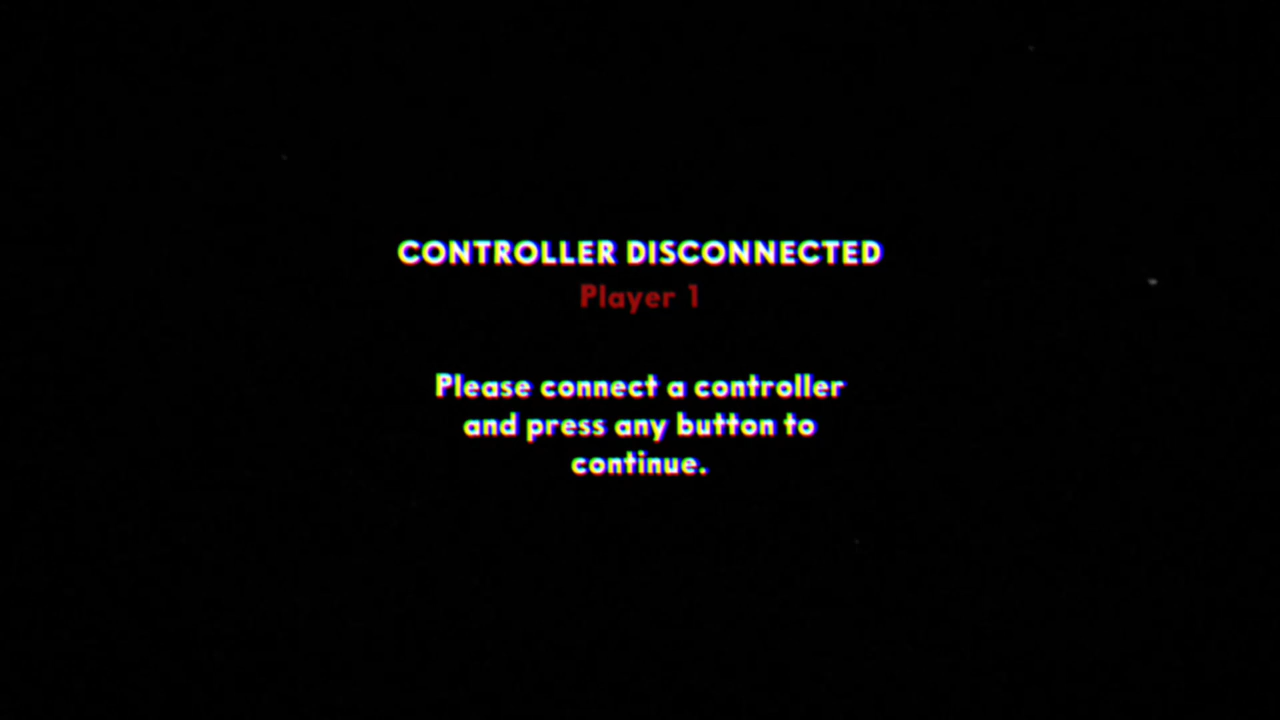 CONTROLLER DISCONNECTED
Player 1
Please connect a controller
and press any button to
continue.